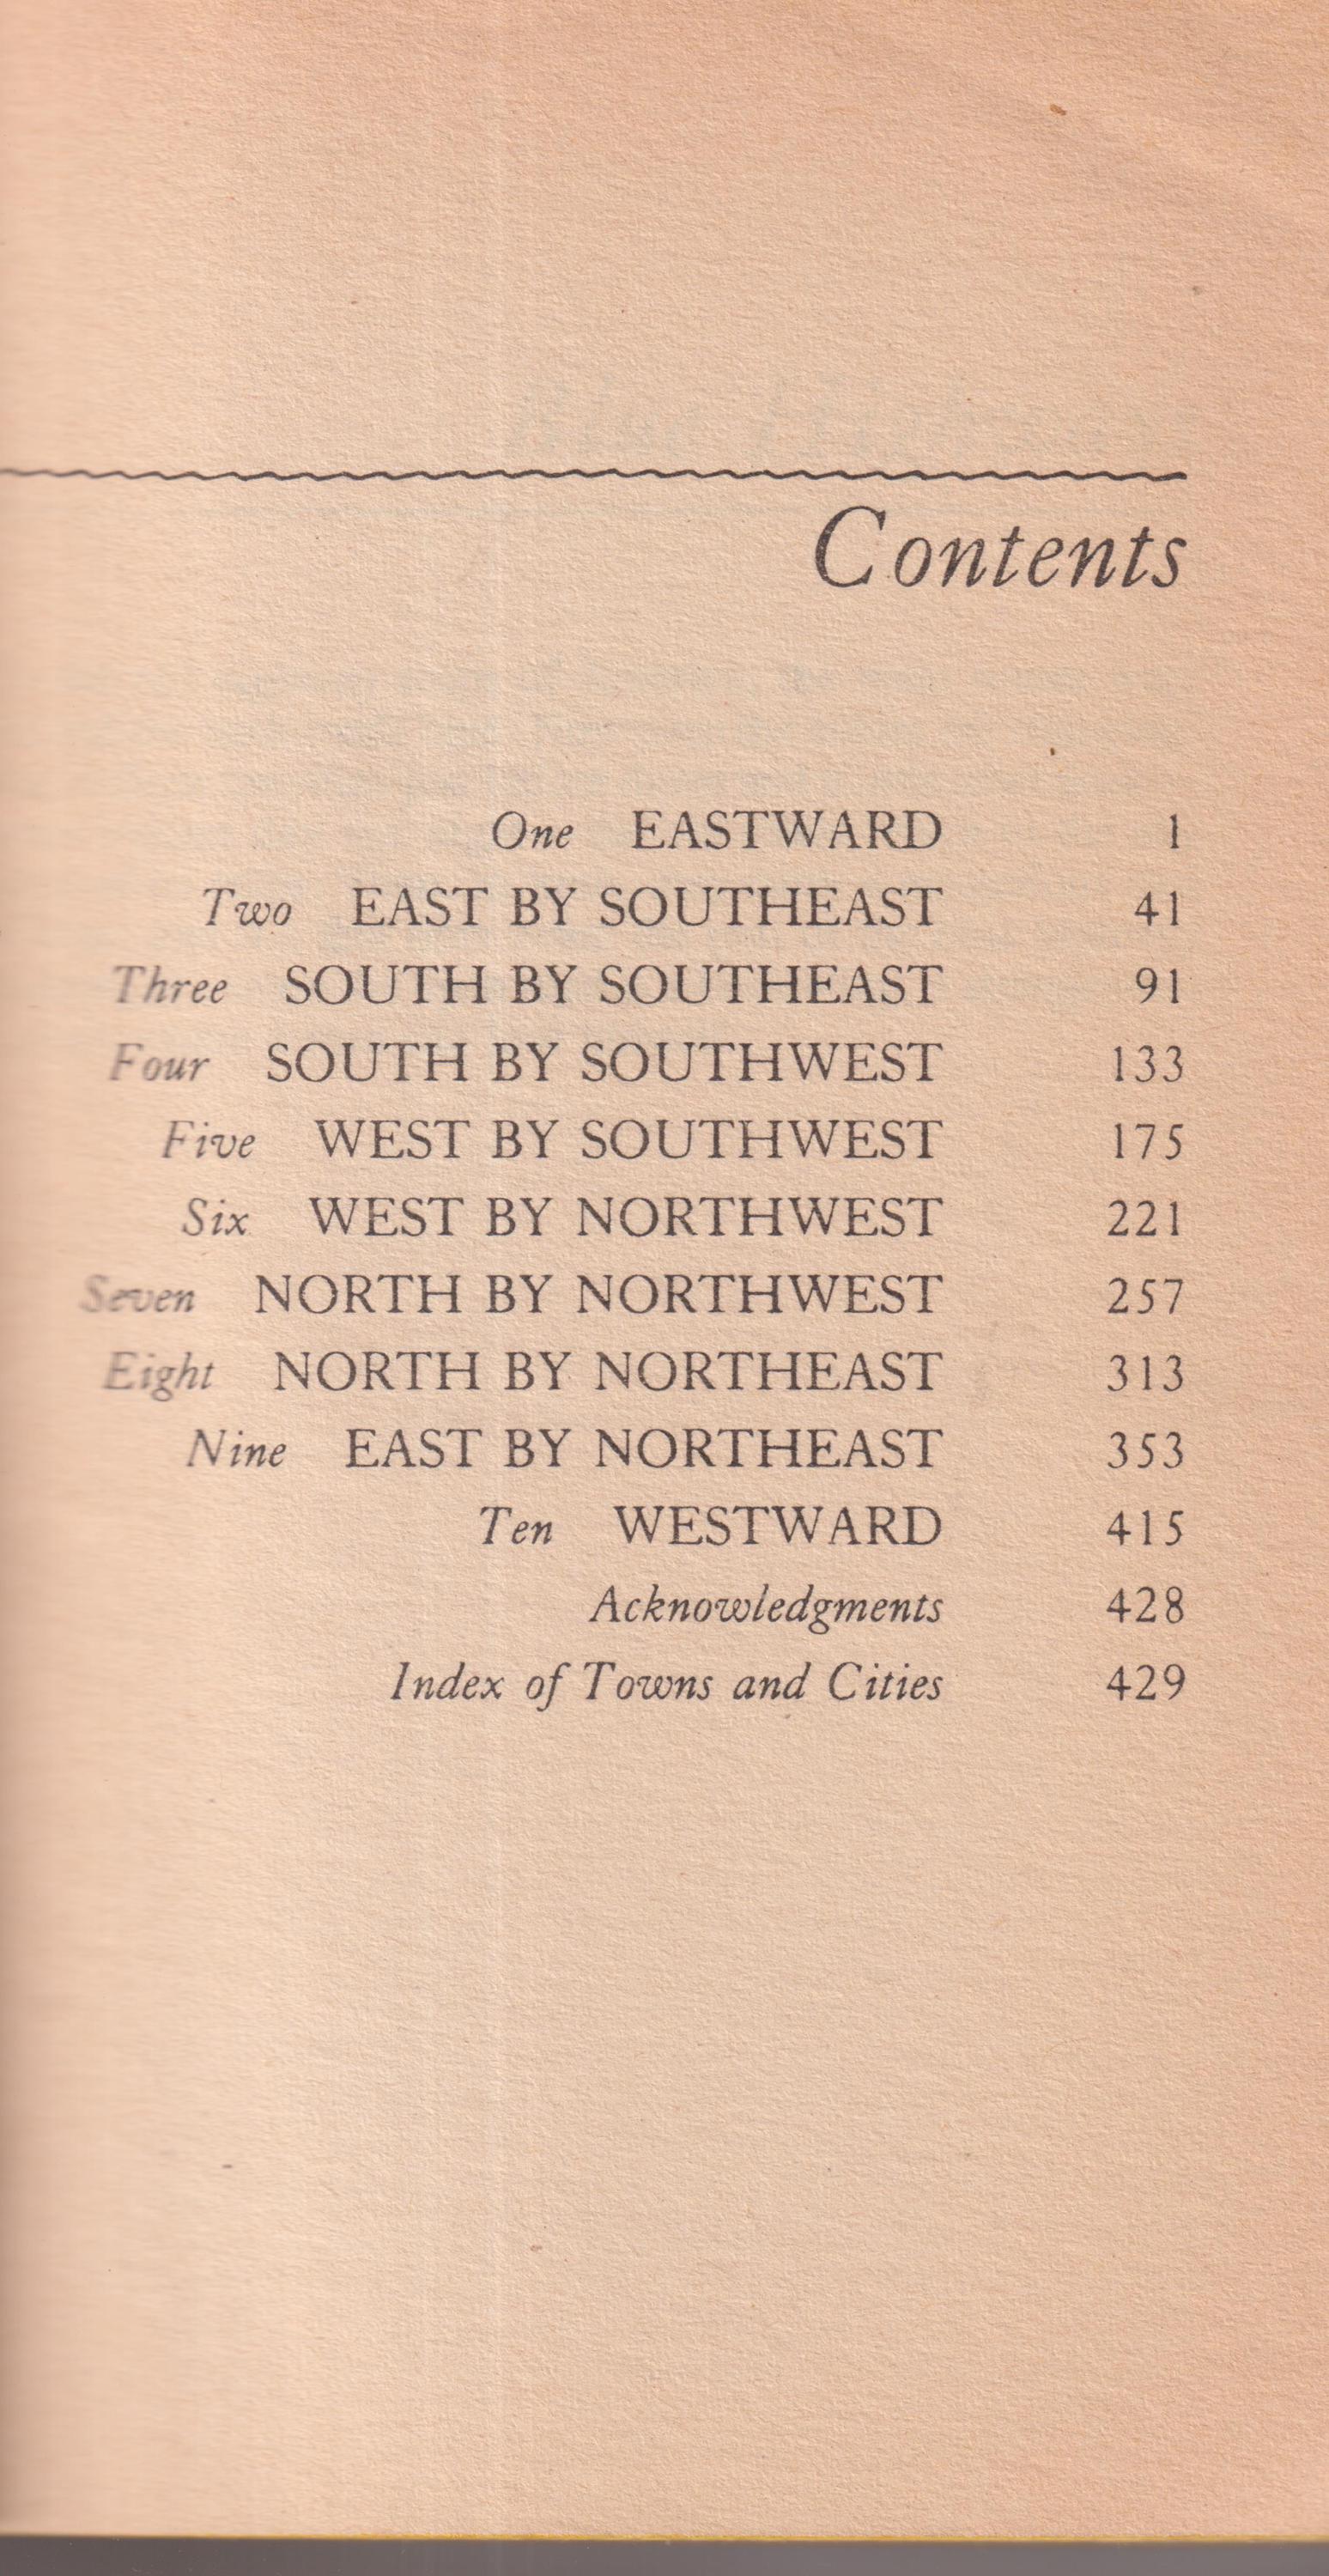 Contents
One EASTWARD 1
Two EAST BY SOUTHEAST 41
Three SOUTH BY SOUTHEAST 91
Four SOUTH BY SOUTHWEST 133
Five WEST BY SOUTHWEST 175
Six WEST BY NORTHWEST 221
Seven NORTH BY NORTHWEST 257
Eight NORTH BY NORTHEAST 313
Nine EAST BY NORTHEAST 353
Ten WESTWARD 415
Acknowledgments 428
Index of Towns and Cities 429